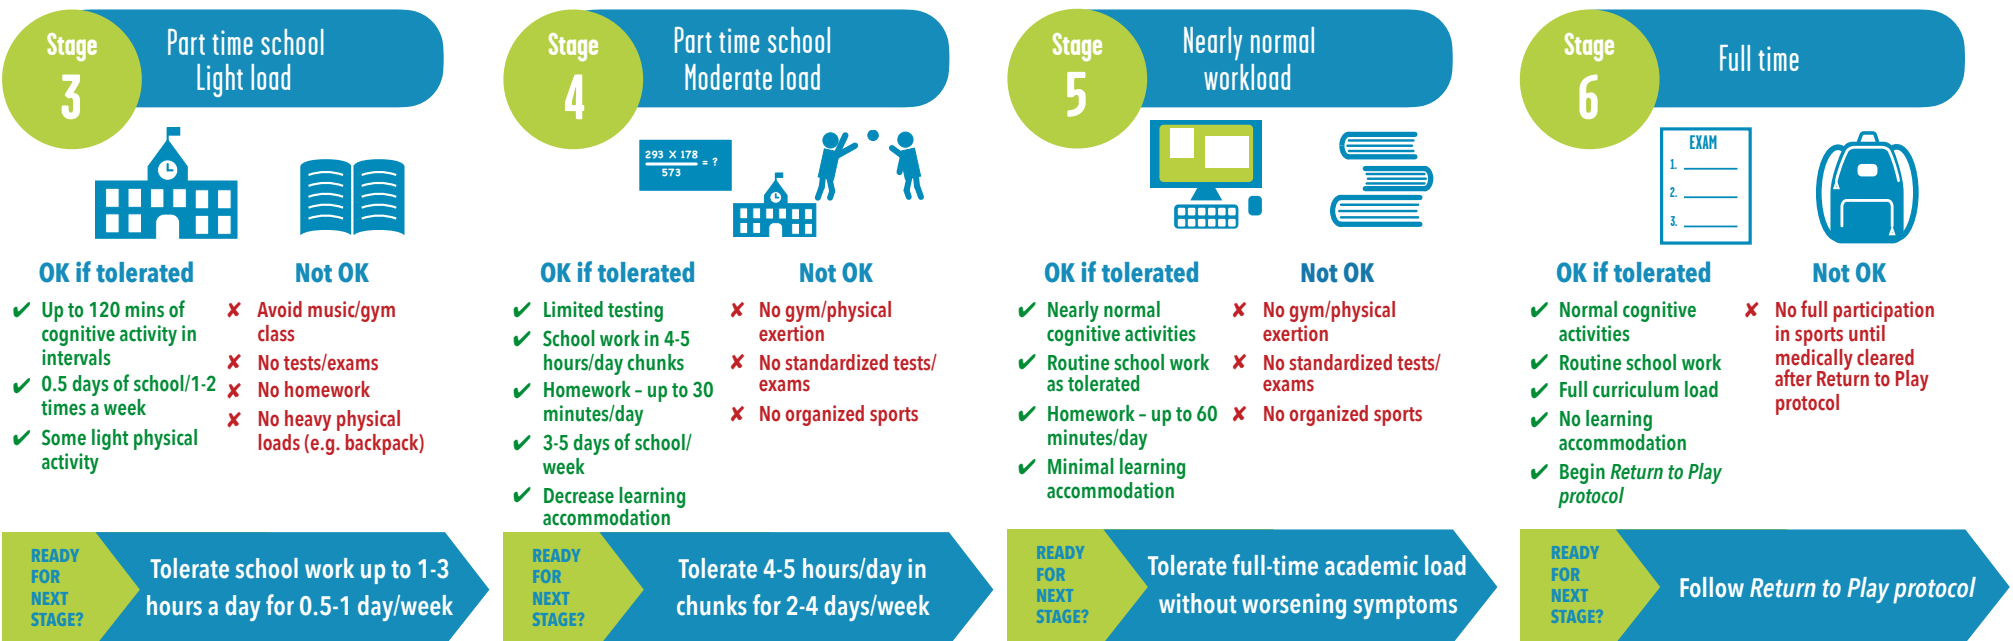 Stage
3
Part time school
Light load
OK if tolerated
✔ Up to 120 mins of
cognitive activity in
intervals
✔ 0.5 days of school/1-2
times a week
✔ Some light physical
activity
Not OK
✘ Avoid music/gym
class
✘ No tests/exams
✘ No homework
✘ No heavy physical
loads (e.g. backpack)
READY
FOR
NEXT
STAGE?
Tolerate school work up to 1-3
hours a day for 0.5-1 day/week
Stage
4
Part time school
Moderate load
293 X 178
573
= ?
OK if tolerated
✔ Limited testing
✔ School work in 4-5
hours/day chunks
✔ Homework – up to 30
minutes/day
✔ 3-5 days of school/
week
✔ Decrease learning
accommodation
Not OK
✘ No gym/physical
exertion
✘ No standardized tests/
exams
✘ No organized sports
READY
FOR
NEXT
STAGE?
Tolerate 4-5 hours/day in
chunks for 2-4 days/week
Stage
5
Nearly normal
workload
OK if tolerated
✔ Nearly normal
cognitive activities
✔ Routine school work
as tolerated
✔ Homework – up to 60
minutes/day
✔ Minimal learning
accommodation
Not OK
✘ No gym/physical
exertion
✘ No standardized tests/
exams
✘ No organized sports
READY
FOR
NEXT
STAGE?
Tolerate full-time academic load
without worsening symptoms
Stage
6
Full time
EXAM
1.
2.
3.
OK if tolerated
✔ Normal cognitive
activities
✔ Routine school work
✔ Full curriculum load
✔ No learning
accommodation
✔ Begin Return to Play
protocol
Not OK
✘ No full participation
in sports until
medically cleared
after Return to Play
protocol
READY
FOR
NEXT
STAGE?
Follow Return to Play protocol